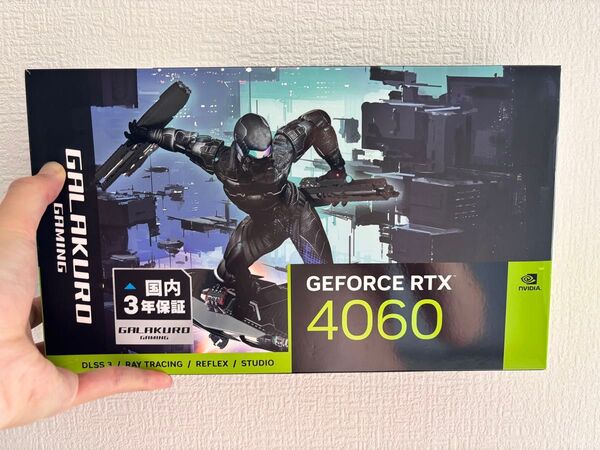 GALAKURO
GAMING
国内
3年保証
GALAKURO
GAMING
GEFORCE RTX™
4060
NVIDIA.
DLSS 3 / RAY TRACING / REFLEX / STUDIO